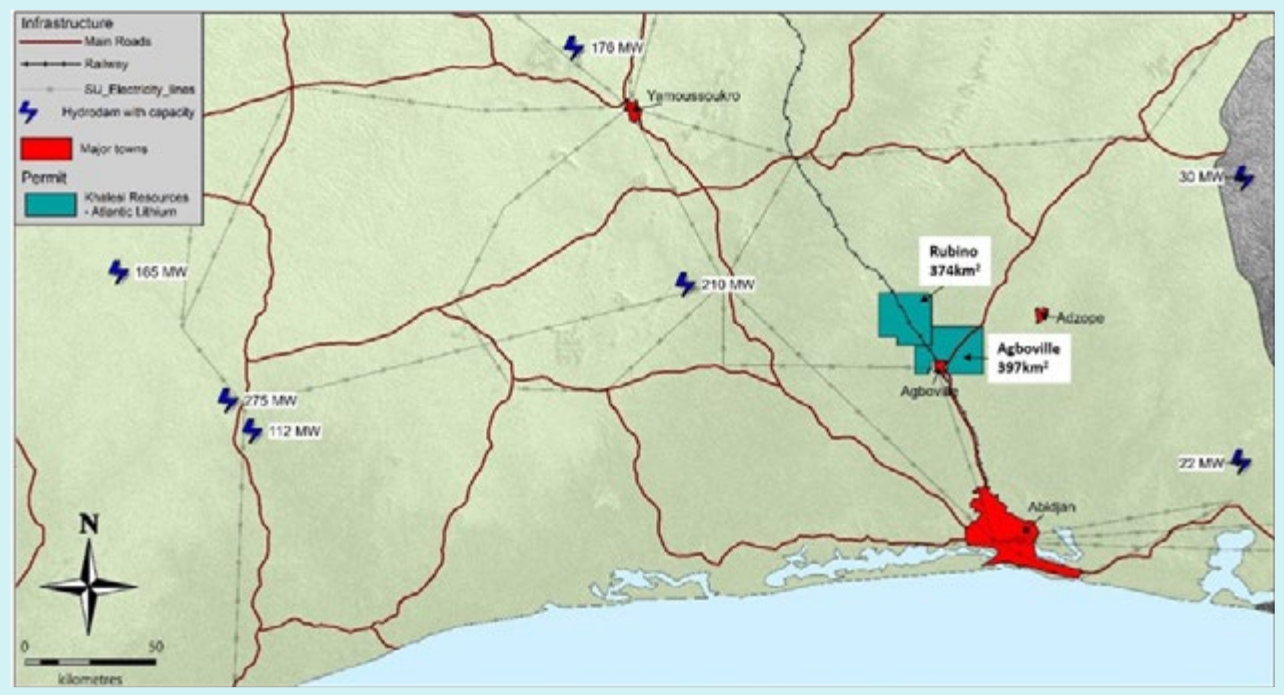 Infrastructure
Main Roads
Railway
SU_Electricity_lines
Hydrodam with capacity
Major towns
Permit
Khalesi Resources
- Atlantic Lithium
176 MW
Yamoussoukro
30 MW
Rubino
374km²
165 MW
210 MW
Adzope
Agboville
397km²
Agboville
275 MW
112 MW
22 MW
Abidjan
N
0 50
kilometres